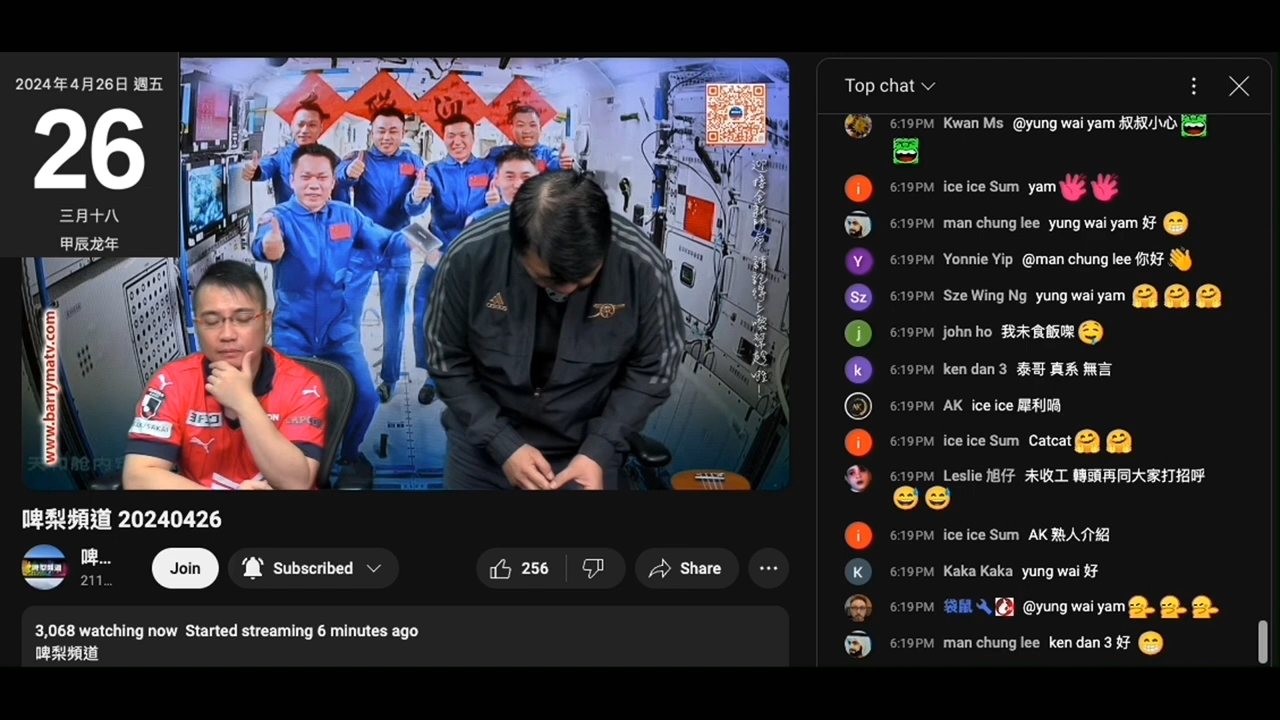 2024年4月26日 週五
26
三月十八
甲辰龙年
www.barrymatv.com
adidas
啤梨頻道 20240426
啤...
211...
Join
Subscribed
256
Share
3,068 watching now Started streaming 6 minutes ago
啤梨頻道
Top chat
6:19PM Kwan Ms @yung wai yam 叔叔小心
6:19PM ice ice Sum yam
6:19PM man chung lee yung wai yam 好
6:19PM Yonnie Yip @man chung lee 你好
6:19PM Sze Wing Ng yung wai yam
6:19PM john ho 我未食飯㗎
6:19PM ken dan 3 泰哥 真系 無言
6:19PM AK ice ice 犀利喎
6:19PM ice ice Sum Catcat
6:19PM Leslie 旭仔 未收工 轉頭再同大家打招呼
6:19PM ice ice Sum AK 熟人介紹
6:19PM Kaka Kaka yung wai 好
6:19PM 袋鼠 @yung wai yam
6:19PM man chung lee ken dan 3 好